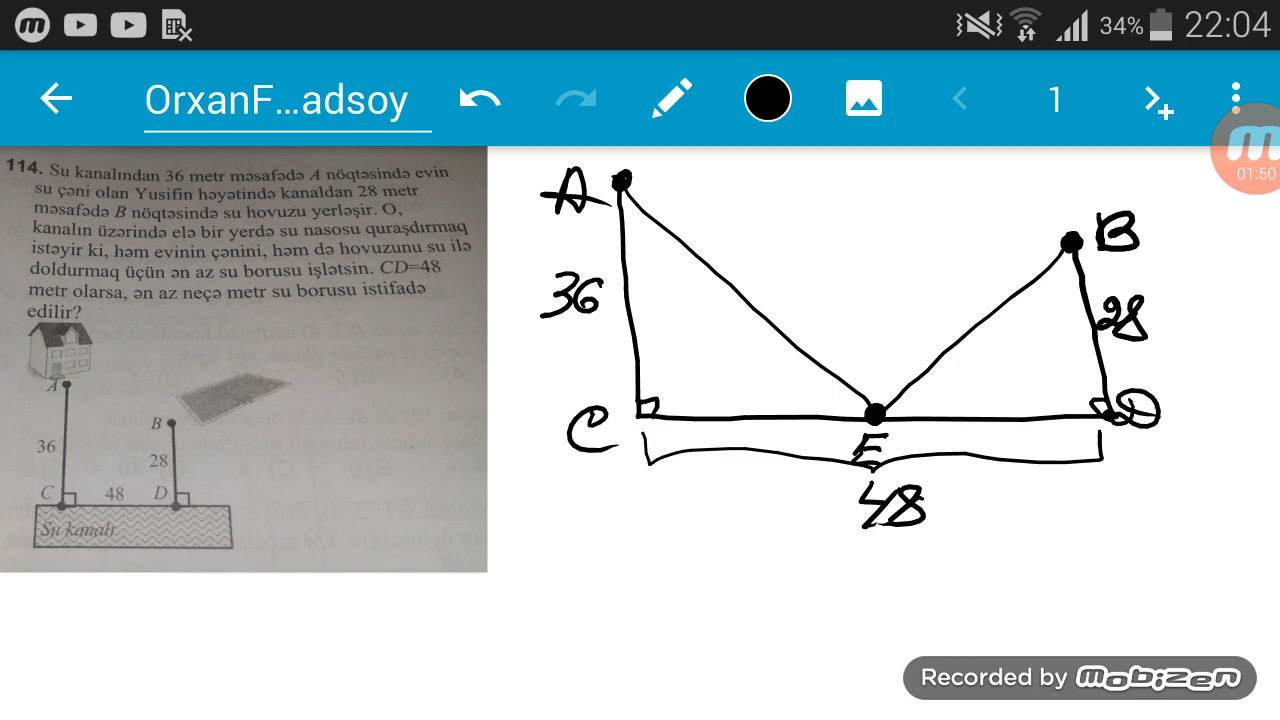 34% 22:04
OrxanF...adsoy 1
01:50
114. Su kanalından 36 metr məsafədə A nöqtəsində evin
su çəni olan Yusifin həyətində kanaldan 28 metr
məsafədə B nöqtəsində su hovuzu yerləşir. O,
kanalın üzərində elə bir yerdə su nasosu quraşdırmaq
istəyir ki, həm evinin çənini, həm də hovuzunu su ilə
doldurmaq üçün ən az su borusu işlətsin. CD=48
metr olarsa, ən az neçə metr su borusu istifadə
edilir?
A
B
36
28
C 48 D
Su kanalı
A
B
36
28
C
E
D
48
Recorded by mobizen